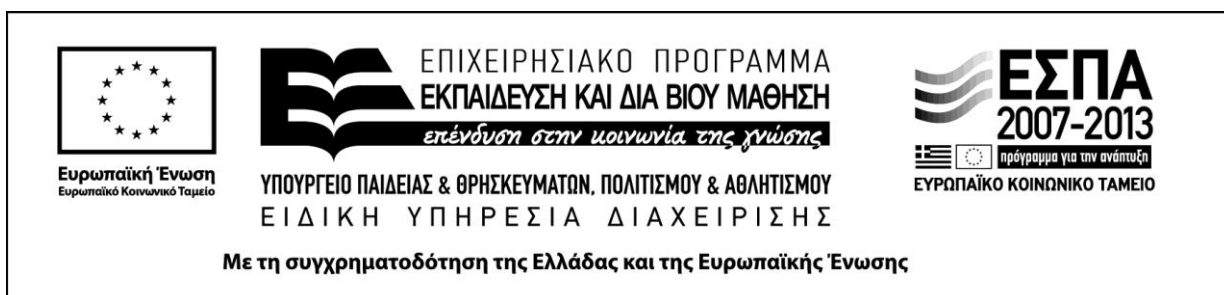 Ευρωπαϊκή Ένωση
Ευρωπαϊκό Κοινωνικό Ταμείο
ΕΠΙΧΕΙΡΗΣΙΑΚΟ ΠΡΟΓΡΑΜΜΑ
ΕΚΠΑΙΔΕΥΣΗ ΚΑΙ ΔΙΑ ΒΙΟΥ ΜΑΘΗΣΗ
επένδυση στην κοινωνία της γνώσης
ΥΠΟΥΡΓΕΙΟ ΠΑΙΔΕΙΑΣ & ΘΡΗΣΚΕΥΜΑΤΩΝ, ΠΟΛΙΤΙΣΜΟΥ & ΑΘΛΗΤΙΣΜΟΥ
ΕΙΔΙΚΗ ΥΠΗΡΕΣΙΑ ΔΙΑΧΕΙΡΙΣΗΣ
ΕΣΠΑ
2007-2013
πρόγραμμα για την ανάπτυξη
ΕΥΡΩΠΑΪΚΟ ΚΟΙΝΩΝΙΚΟ ΤΑΜΕΙΟ
Με τη συγχρηματοδότηση της Ελλάδας και της Ευρωπαϊκής Ένωσης